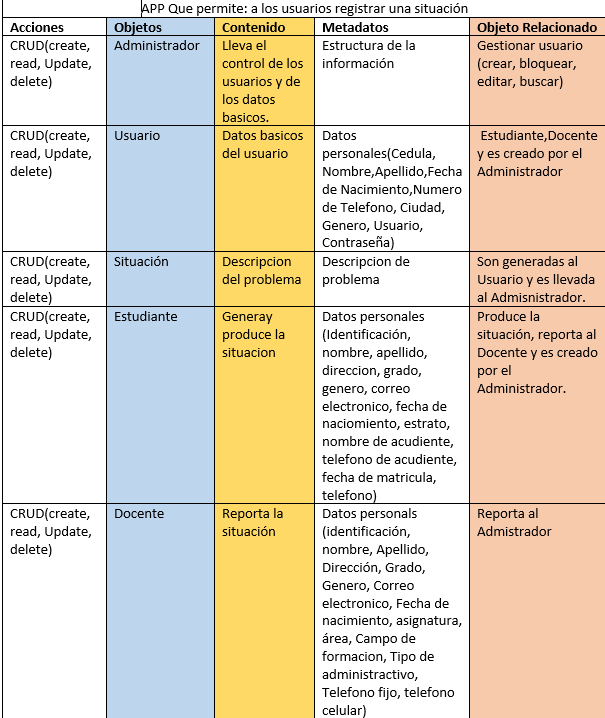 APP Que permite: a los usuarios registrar una situación
Acciones
Objetos
Contenido
Metadatos
Objeto Relacionado
CRUD(create,
read, Update,
delete)
Administrador
Lleva el
control de los
usuarios y de
los datos
basicos.
Estructura de la
información
Gestionar usuario
(crear, bloquear,
editar, buscar)
CRUD(create,
read, Update,
delete)
Usuario
Datos basicos
del usuario
Datos
personales(Cedula,
Nombre,Apellido,Fecha
de Nacimiento,Numero
de Telefono, Ciudad,
Genero, Usuario,
Contraseña)
Estudiante,Docente
y es creado por el
Administrador
CRUD(create,
read, Update,
delete)
Situación
Descripcion
del problema
Descripcion de
problema
Son generadas al
Usuario y es llevada
al Admisnistrador.
CRUD(create,
read, Update,
delete)
Estudiante
Generay
produce la
situacion
Datos personales
(Identificación,
nombre, apellido,
direccion, grado,
genero, correo
electronico, fecha de
naciomiento, estrato,
nombre de acudiente,
telefono de acudiente,
fecha de matricula,
telefono)
Produce la
situación, reporta al
Docente y es creado
por el
Administrador.
CRUD(create,
read, Update,
delete)
Docente
Reporta la
situación
Datos personals
(identificación,
nombre, Apellido,
Dirección, Grado,
Genero, Correo
electronico, Fecha de
nacimiento, asignatura,
área, Campo de
formacion, Tipo de
administractivo,
Telefono fijo, telefono
celular)
Reporta al
Admistrador